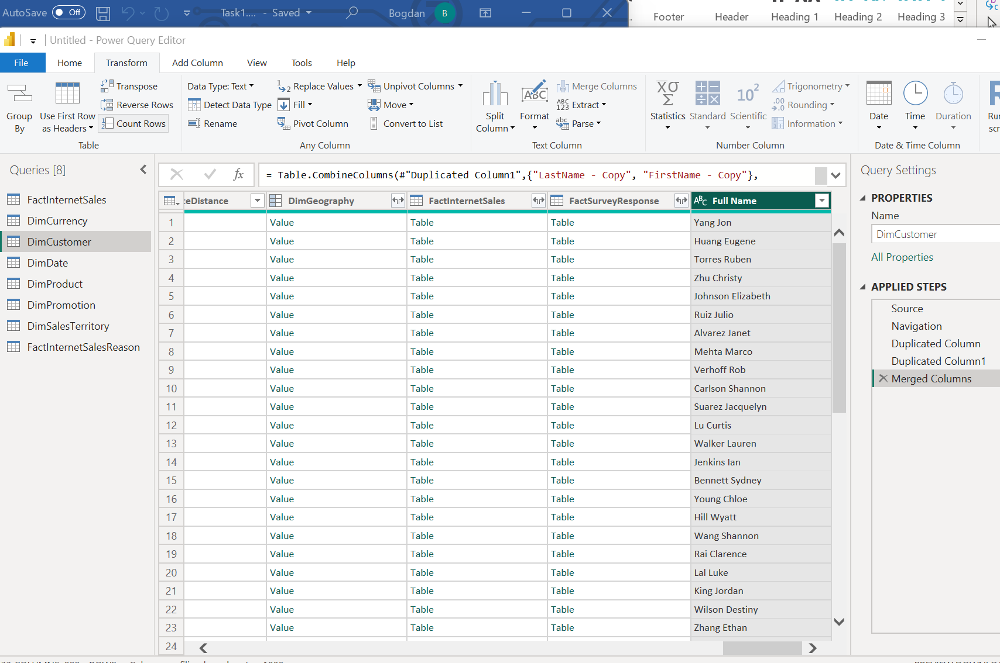 AutoSave Off Task1.... - Saved Bogdan B
Footer Header Heading 1 Heading 2 Heading 3
Untitled - Power Query Editor
File Home Transform Add Column View Tools Help
Transpose Data Type: Text Replace Values Unpivot Columns Merge Columns Trigonometry
Reverse Rows Detect Data Type Fill Move Extract Rounding
Group By Use First Row as Headers Count Rows Rename Pivot Column Convert to List Split Column Format Parse Statistics Standard Scientific Information Date Time Duration
Table Any Column Text Column Number Column Date & Time Column
Queries [8]
FactInternetSales
DimCurrency
DimCustomer
DimDate
DimProduct
DimPromotion
DimSalesTerritory
FactInternetSalesReason
fx = Table.CombineColumns(#"Duplicated Column1",{"LastName - Copy", "FirstName - Copy"},
eDistance DimGeography FactInternetSales FactSurveyResponse ABC Full Name
1 Value Table Table Yang Jon
2 Value Table Table Huang Eugene
3 Value Table Table Torres Ruben
4 Value Table Table Zhu Christy
5 Value Table Table Johnson Elizabeth
6 Value Table Table Ruiz Julio
7 Value Table Table Alvarez Janet
8 Value Table Table Mehta Marco
9 Value Table Table Verhoff Rob
10 Value Table Table Carlson Shannon
11 Value Table Table Suarez Jacquelyn
12 Value Table Table Lu Curtis
13 Value Table Table Walker Lauren
14 Value Table Table Jenkins Ian
15 Value Table Table Bennett Sydney
16 Value Table Table Young Chloe
17 Value Table Table Hill Wyatt
18 Value Table Table Wang Shannon
19 Value Table Table Rai Clarence
20 Value Table Table Lal Luke
21 Value Table Table King Jordan
22 Value Table Table Wilson Destiny
23 Value Table Table Zhang Ethan
24
Query Settings
PROPERTIES
Name
DimCustomer
All Properties
APPLIED STEPS
Source
Navigation
Duplicated Column
Duplicated Column1
Merged Columns